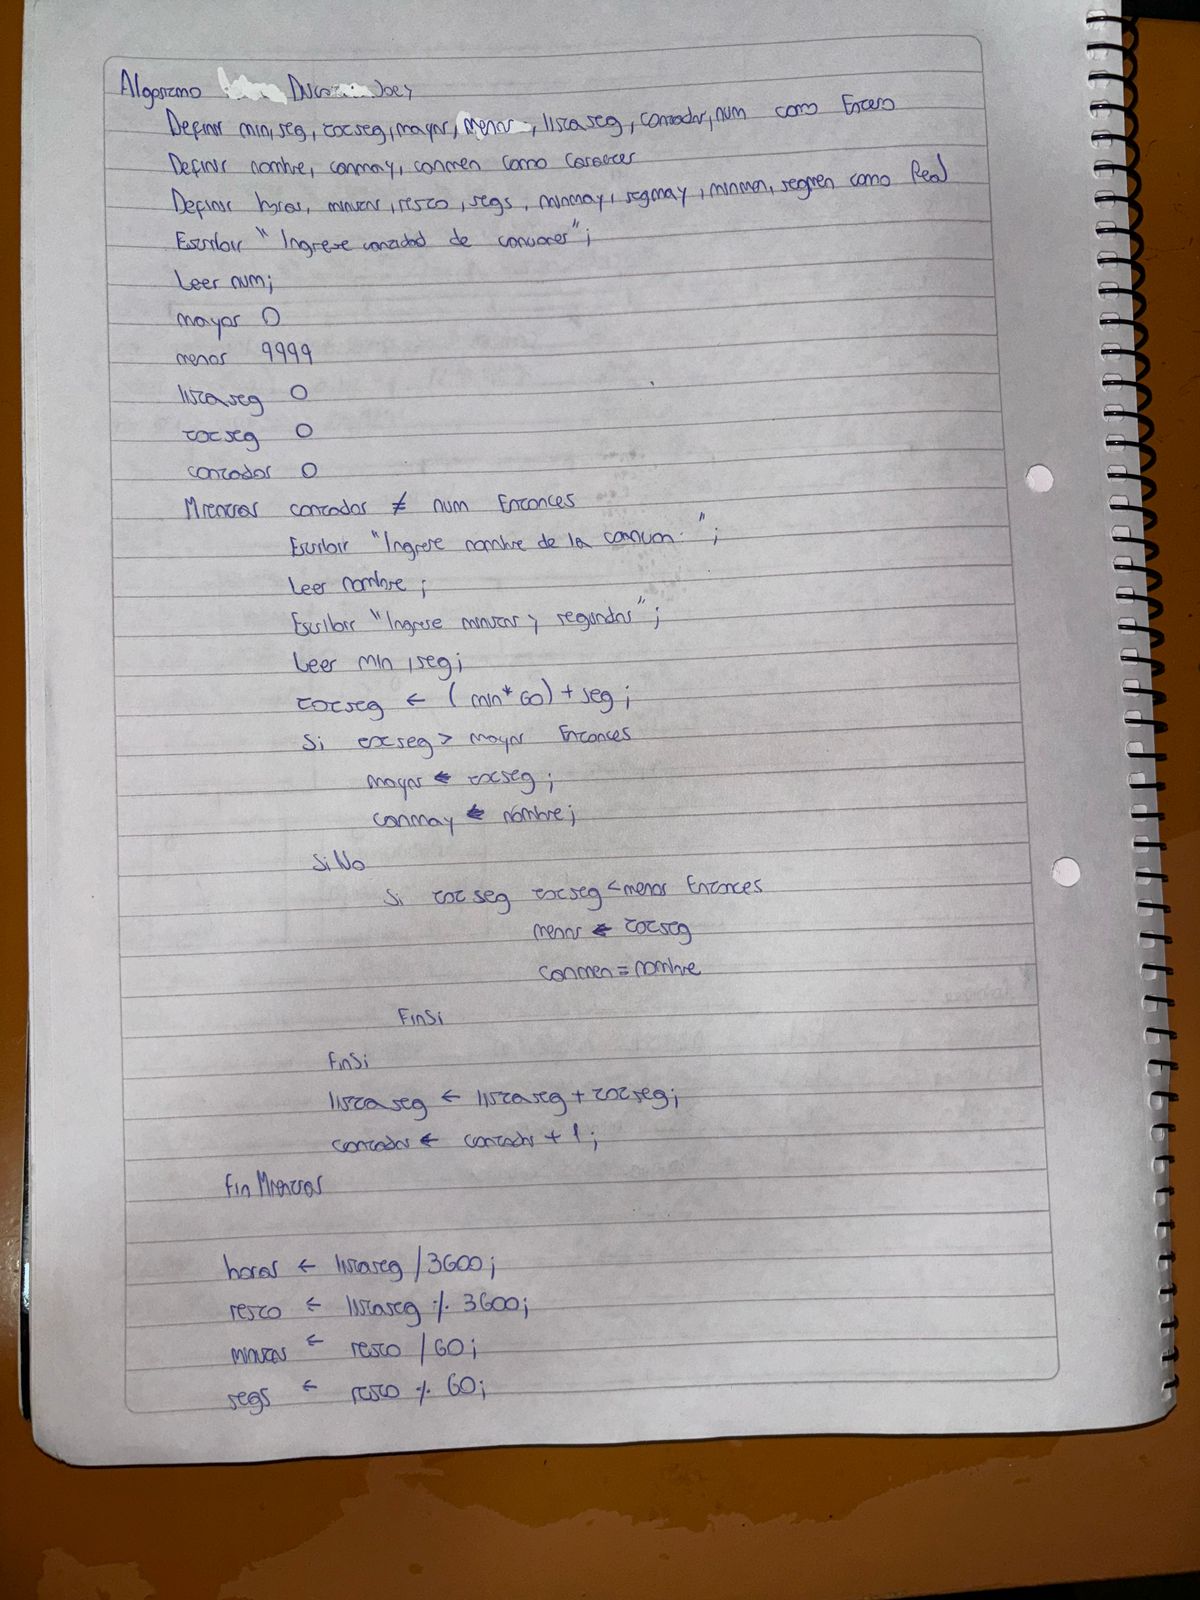 Algoritmo Joey
Definir min, seg, totseg, mayor, menor, listaseg, contador, num como Entero
Definir nombre, canmay, canmen como Caracter
Definir horas, minutos, resto, segs, minmay, segmay, minmen, segmen como Real
Escribir "Ingrese cantidad de canciones";
Leer num;
mayor 0
menor 9999
listaseg 0
totseg 0
contador 0
Mientras contador ≠ num Entonces
Escribir "Ingrese nombre de la cancion: ";
Leer nombre;
Escribir "Ingrese minutos y segundos";
Leer min, seg;
totseg ← (min*60) + seg;
Si totseg > mayor Entonces
mayor ← totseg;
canmay ← nombre;
SiNo
Si totseg totseg < menor Entonces
menor ← totseg
canmen = nombre
FinSi
FinSi
listaseg ← listaseg + totseg;
contador ← contador + 1;
Fin Mientras
horas ← listaseg / 3600;
resto ← listaseg % 3600;
minutos ← resto / 60;
segs ← resto % 60;